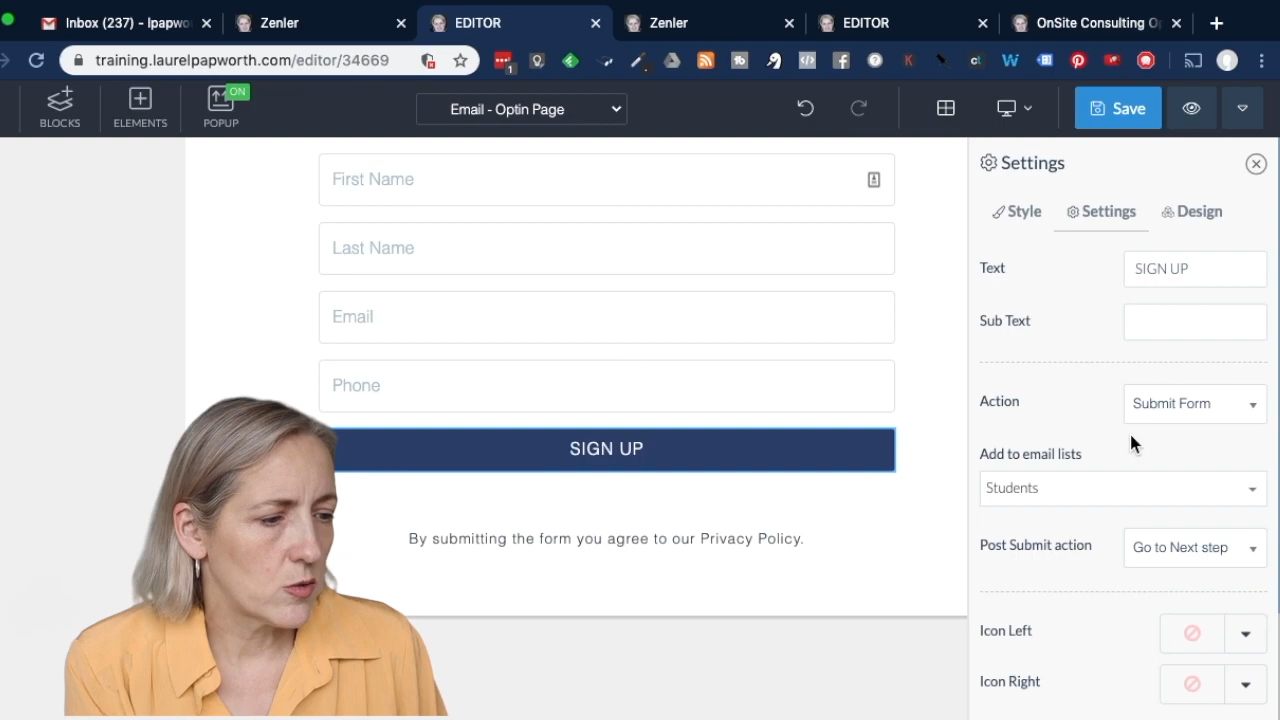 Inbox (237) - lpapwo
Zenler
EDITOR
Zenler
EDITOR
OnSite Consulting O
training.laurelpapworth.com/editor/34669
1
BLOCKS
ELEMENTS
POPUP
ON
Email - Optin Page
Save
Settings
Style
Settings
Design
First Name
Last Name
Email
Phone
SIGN UP
By submitting the form you agree to our Privacy Policy.
Text
SIGN UP
Sub Text
Action
Submit Form
Add to email lists
Students
Post Submit action
Go to Next step
Icon Left
Icon Right